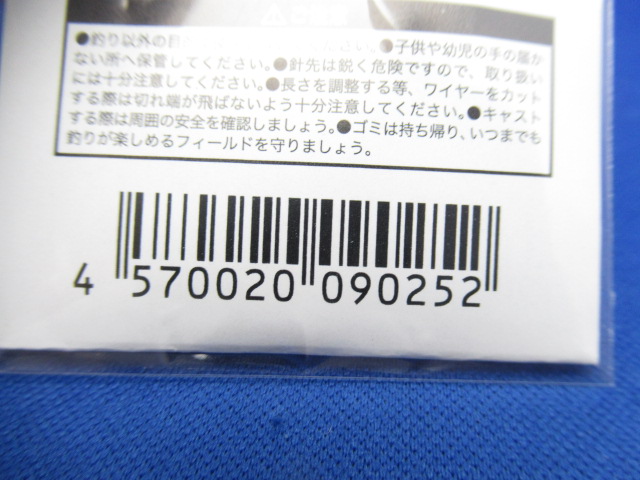 ●釣り以外の目 ください。●子供や幼児の手の届か
ない所へ保管してください。●針先は鋭く危険ですので、取り扱い
には十分注意してください。●長さを調整する等、ワイヤーをカット
する際は切れ端が飛ばないよう十分注意してください。●キャスト
する際は周囲の安全を確認しましょう。●ゴミは持ち帰り、いつまでも
釣りが楽しめるフィールドを守りましょう。
4 570020 090252